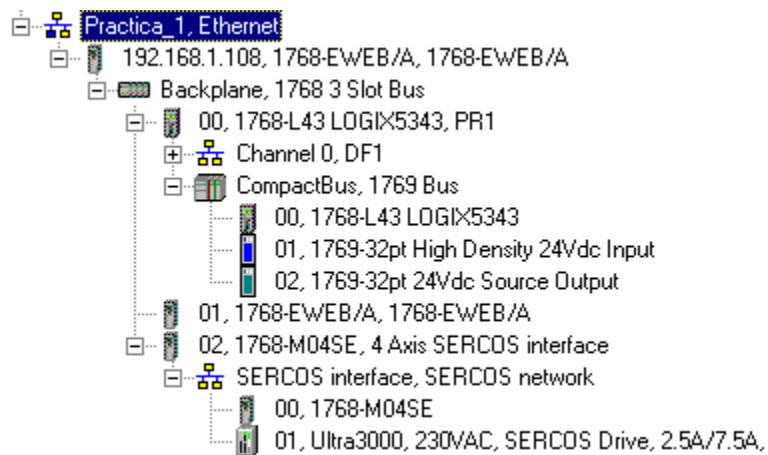 Practica_1, Ethernet
192.168.1.108, 1768-EWEB/A, 1768-EWEB/A
Backplane, 1768 3 Slot Bus
00, 1768-L43 LOGIX5343, PR1
Channel 0, DF1
CompactBus, 1769 Bus
00, 1768-L43 LOGIX5343
01, 1769-32pt High Density 24Vdc Input
02, 1769-32pt 24Vdc Source Output
01, 1768-EWEB/A, 1768-EWEB/A
02, 1768-M04SE, 4 Axis SERCOS interface
SERCOS interface, SERCOS network
00, 1768-M04SE
01, Ultra3000, 230VAC, SERCOS Drive, 2.5A/7.5A,